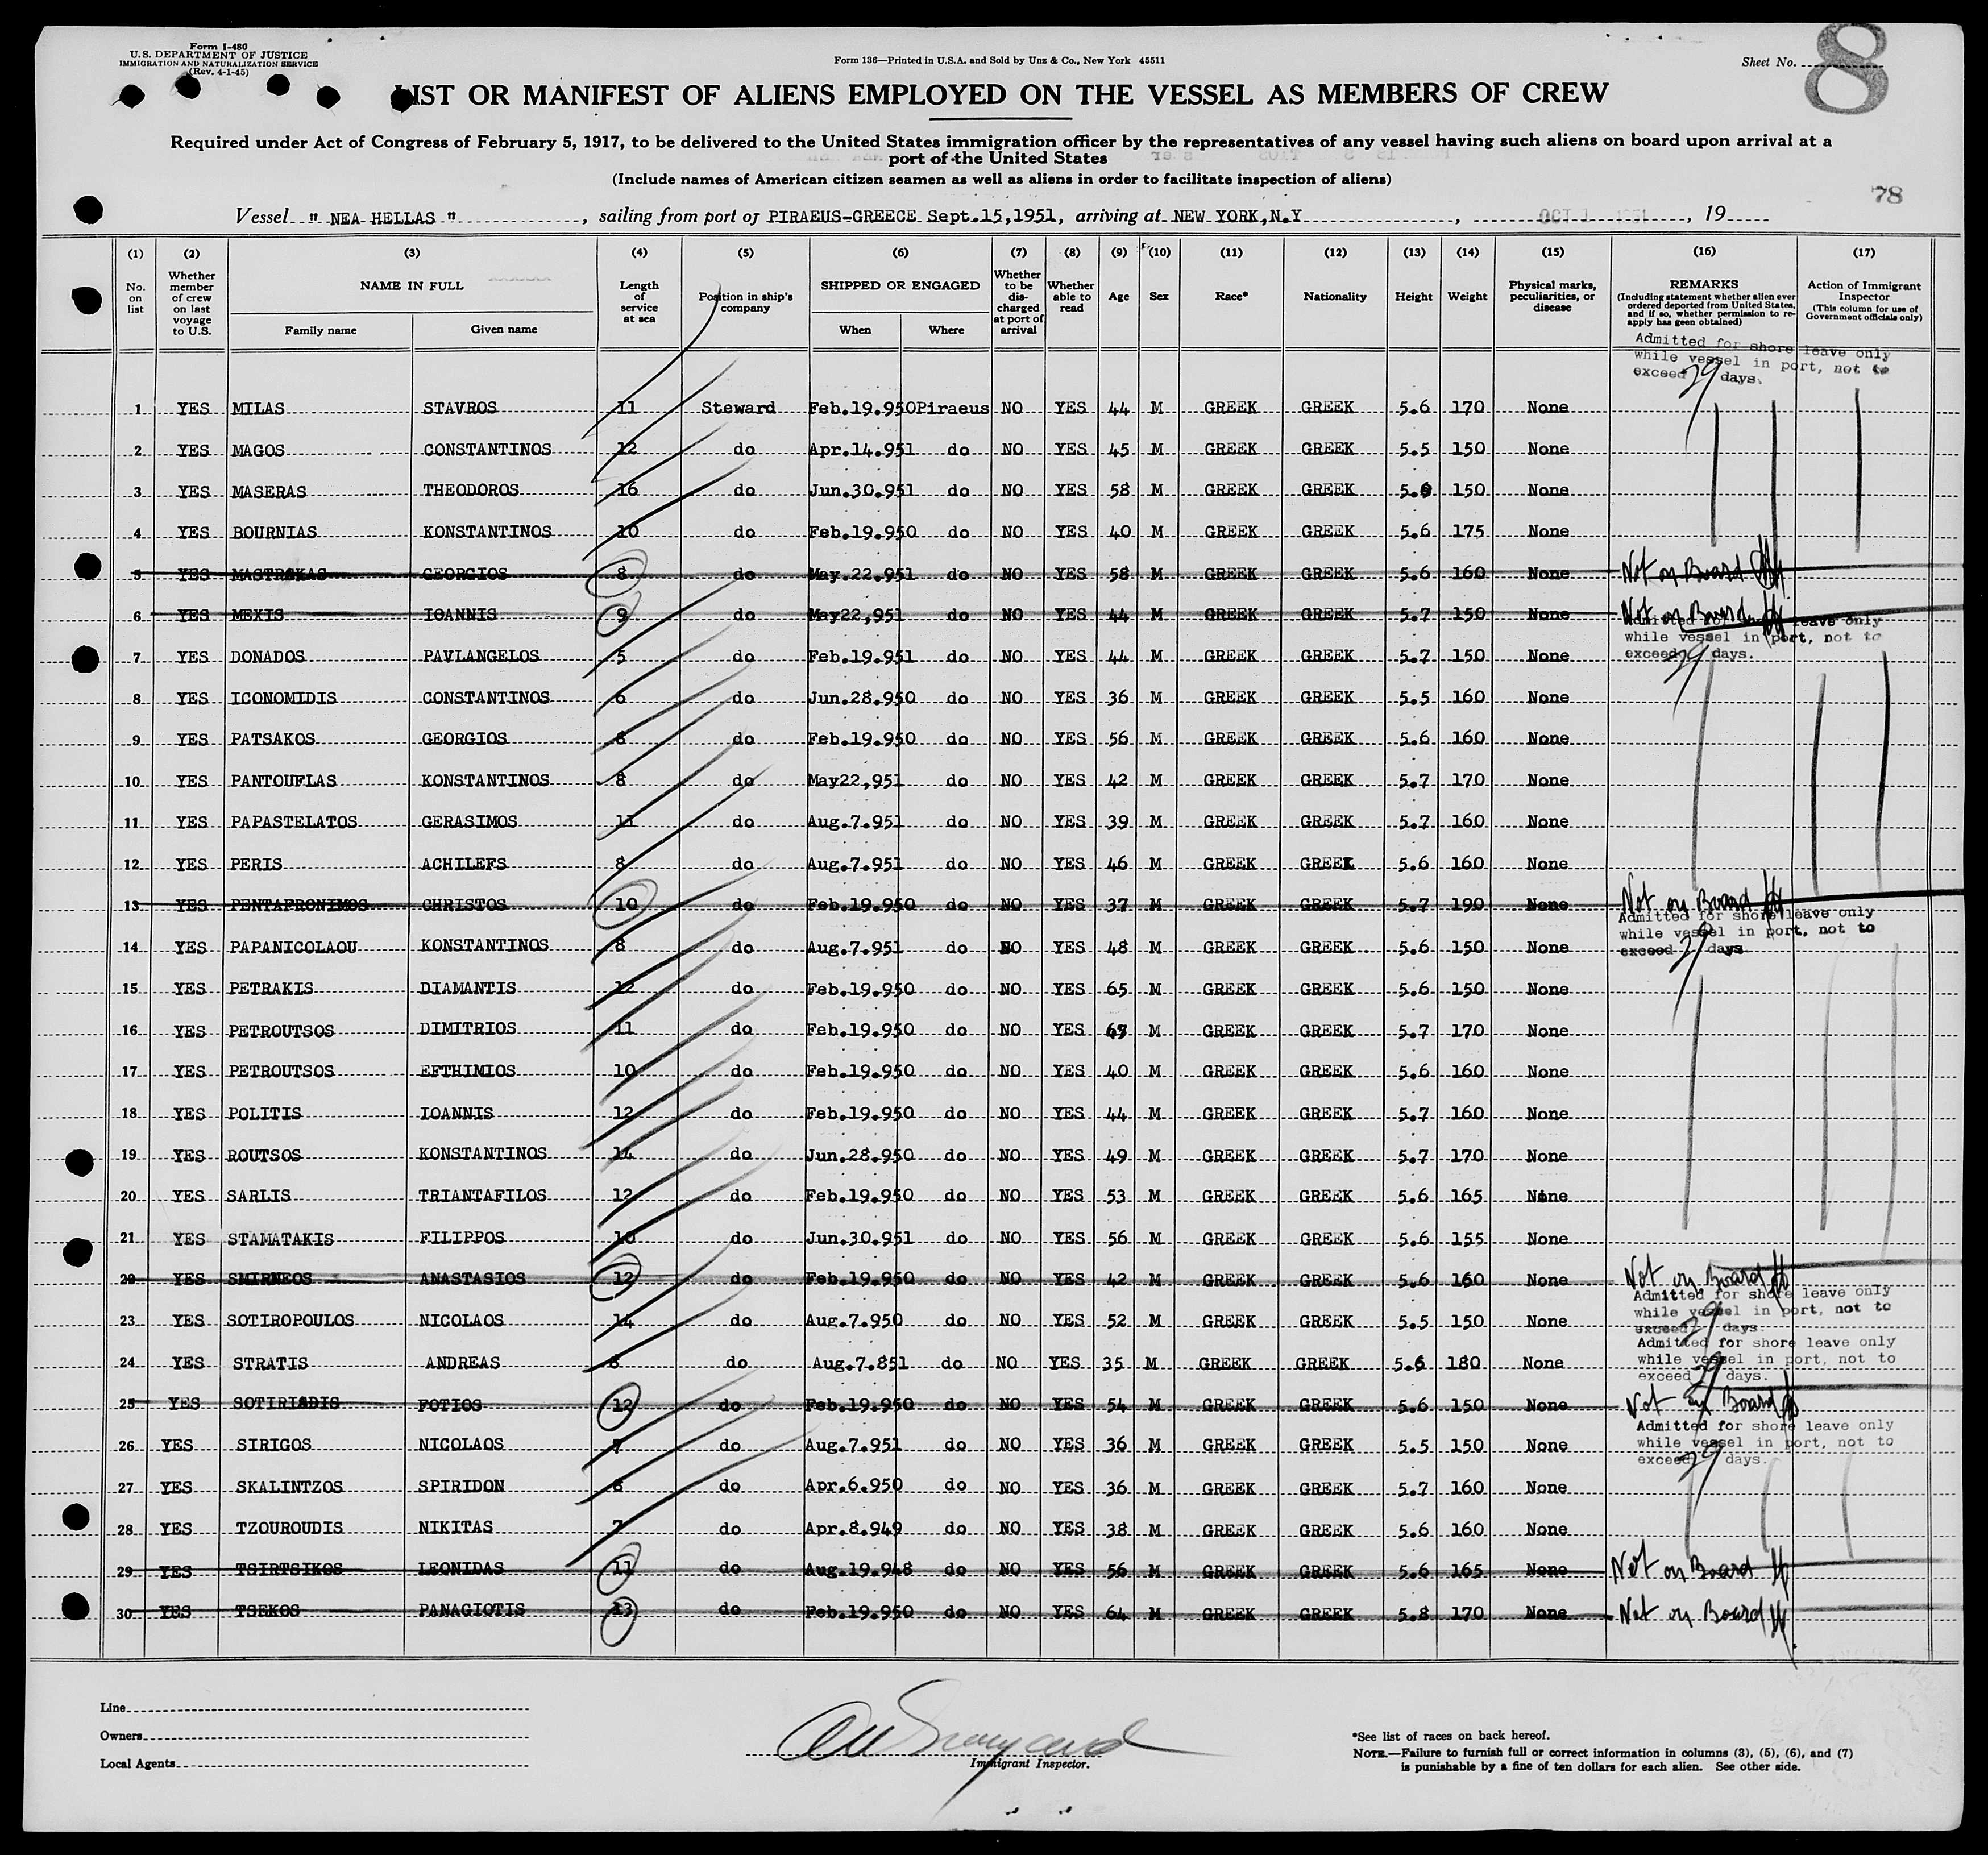 Form I-480
U.S. DEPARTMENT OF JUSTICE
IMMIGRATION AND NATURALIZATION SERVICE
(Rev. 4-1-45)
Form 136—Printed in U.S.A. and Sold by Unz & Co., New York 45511
Sheet No. 8
LIST OR MANIFEST OF ALIENS EMPLOYED ON THE VESSEL AS MEMBERS OF CREW
Required under Act of Congress of February 5, 1917, to be delivered to the United States immigration officer by the representatives of any vessel having such aliens on board upon arrival at a
port of the United States
(Include names of American citizen seamen as well as aliens in order to facilitate inspection of aliens)
78
Vessel " NEA HELLAS ", sailing from port of PIRAEUS-GREECE Sept.15,1951, arriving at NEW YORK,N.Y , 19
(1) (2) (3) (4) (5) (6) (7) (8) (9) (10) (11) (12) (13) (14) (15) (16) (17)
No. on list
Whether member of crew on last voyage to U.S.
NAME IN FULL
Family name Given name
Length of service at sea
Position in ship's company
SHIPPED OR ENGAGED
When Where
Whether to be discharged at port of arrival
Whether able to read
Age
Sex
Race*
Nationality
Height
Weight
Physical marks, peculiarities, or disease
REMARKS
(Including statement whether alien ever ordered deported from United States, and if so, whether permission to reapply has geen obtained)
Action of Immigrant Inspector
(This column for use of Government officials only)
Admitted for shore leave only
while vessel in port, not to
exceed 29 days.
1 YES MILAS STAVROS 11 Steward Feb.19.950 Piraeus NO YES 44 M GREEK GREEK 5.6 170 None
2 YES MAGOS CONSTANTINOS 12 do Apr.14.951 do NO YES 45 M GREEK GREEK 5.5 150 None
3 YES MASERAS THEODOROS 16 do Jun.30.951 do NO YES 58 M GREEK GREEK 5.6 150 None
4 YES BOURNIAS KONSTANTINOS 10 do Feb.19.950 do NO YES 40 M GREEK GREEK 5.6 175 None
5 YES MASTROKAS GEORGIOS 8 do May.22.951 do NO YES 58 M GREEK GREEK 5.6 160 None Not on Board
6 YES MEXIS IOANNIS 9 do May22,951 do NO YES 44 M GREEK GREEK 5.7 150 None Not on Board
Admitted for shore leave only
while vessel in port, not to
exceed 29 days.
7 YES DONADOS PAVLANGELOS 5 do Feb.19.951 do NO YES 44 M GREEK GREEK 5.7 150 None
8 YES ICONOMIDIS CONSTANTINOS 6 do Jun.28.950 do NO YES 36 M GREEK GREEK 5.5 160 None
9 YES PATSAKOS GEORGIOS 8 do Feb.19.950 do NO YES 56 M GREEK GREEK 5.6 160 None
10 YES PANTOUFLAS KONSTANTINOS 8 do May22,951 do NO YES 42 M GREEK GREEK 5.7 170 None
11 YES PAPASTELATOS GERASIMOS 11 do Aug.7.951 do NO YES 39 M GREEK GREEK 5.7 160 None
12 YES PERIS ACHILEFS 8 do Aug.7.951 do NO YES 46 M GREEK GREEK 5.6 160 None
13 YES PENTAFRONIMOS CHRISTOS 10 do Feb.19.950 do NO YES 37 M GREEK GREEK 5.7 190 None Not on Board
Admitted for shore leave only
while vessel in port, not to
exceed 29 days
14 YES PAPANICOLAOU KONSTANTINOS 8 do Aug.7.951 do NO YES 48 M GREEK GREEK 5.6 150 None
15 YES PETRAKIS DIAMANTIS 12 do Feb.19.950 do NO YES 65 M GREEK GREEK 5.6 150 None
16 YES PETROUTSOS DIMITRIOS 11 do Feb.19.950 do NO YES M GREEK GREEK 5.7 170 None
17 YES PETROUTSOS EFTHIMIOS 10 do Feb.19.950 do NO YES 40 M GREEK GREEK 5.6 160 None
18 YES POLITIS IOANNIS 12 do Feb.19.950 do NO YES 44 M GREEK GREEK 5.7 160 None
19 YES ROUTSOS KONSTANTINOS 14 do Jun.28.950 do NO YES 49 M GREEK GREEK 5.7 170 None
20 YES SARLIS TRIANTAFILOS 12 do Feb.19.950 do NO YES 53 M GREEK GREEK 5.6 165 None
21 YES STAMATAKIS FILIPPOS 10 do Jun.30.951 do NO YES 56 M GREEK GREEK 5.6 155 None
22 YES SMIRNEOS ANASTASIOS 12 do Feb.19.950 do NO YES 42 M GREEK GREEK 5.6 160 None Not on Board
Admitted for shore leave only
while vessel in port, not to
exceed 29 days.
23 YES SOTIROPOULOS NICOLAOS 14 do Aug.7.950 do NO YES 52 M GREEK GREEK 5.5 150 None
Admitted for shore leave only
while vessel in port, not to
exceed 29 days.
24 YES STRATIS ANDREAS 8 do Aug.7.851 do NO YES 35 M GREEK GREEK 5.6 180 None
25 YES SOTIRIADIS FOTIOS 12 do Feb.19.950 do NO YES 54 M GREEK GREEK 5.6 150 None Not on Board
Admitted for shore leave only
while vessel in port, not to
exceed 29 days.
26 YES SIRIGOS NICOLAOS 7 do Aug.7.951 do NO YES 36 M GREEK GREEK 5.5 150 None
27 YES SKALINTZOS SPIRIDON 8 do Apr.6.950 do NO YES 36 M GREEK GREEK 5.7 160 None
28 YES TZOUROUDIS NIKITAS 7 do Apr.8.949 do NO YES 38 M GREEK GREEK 5.6 160 None
29 YES TSIRTSIKOS LEONIDAS 11 do Aug.19.948 do NO YES 56 M GREEK GREEK 5.6 165 None Not on Board
30 YES TSEKOS PANAGIOTIS 13 do Feb.19.950 do NO YES 64 M GREEK GREEK 5.8 170 None Not on Board
Line
Owners
Local Agents
Immigrant Inspector.
*See list of races on back hereof.
NOTE.—Failure to furnish full or correct information in columns (3), (5), (6), and (7)
is punishable by a fine of ten dollars for each alien. See other side.